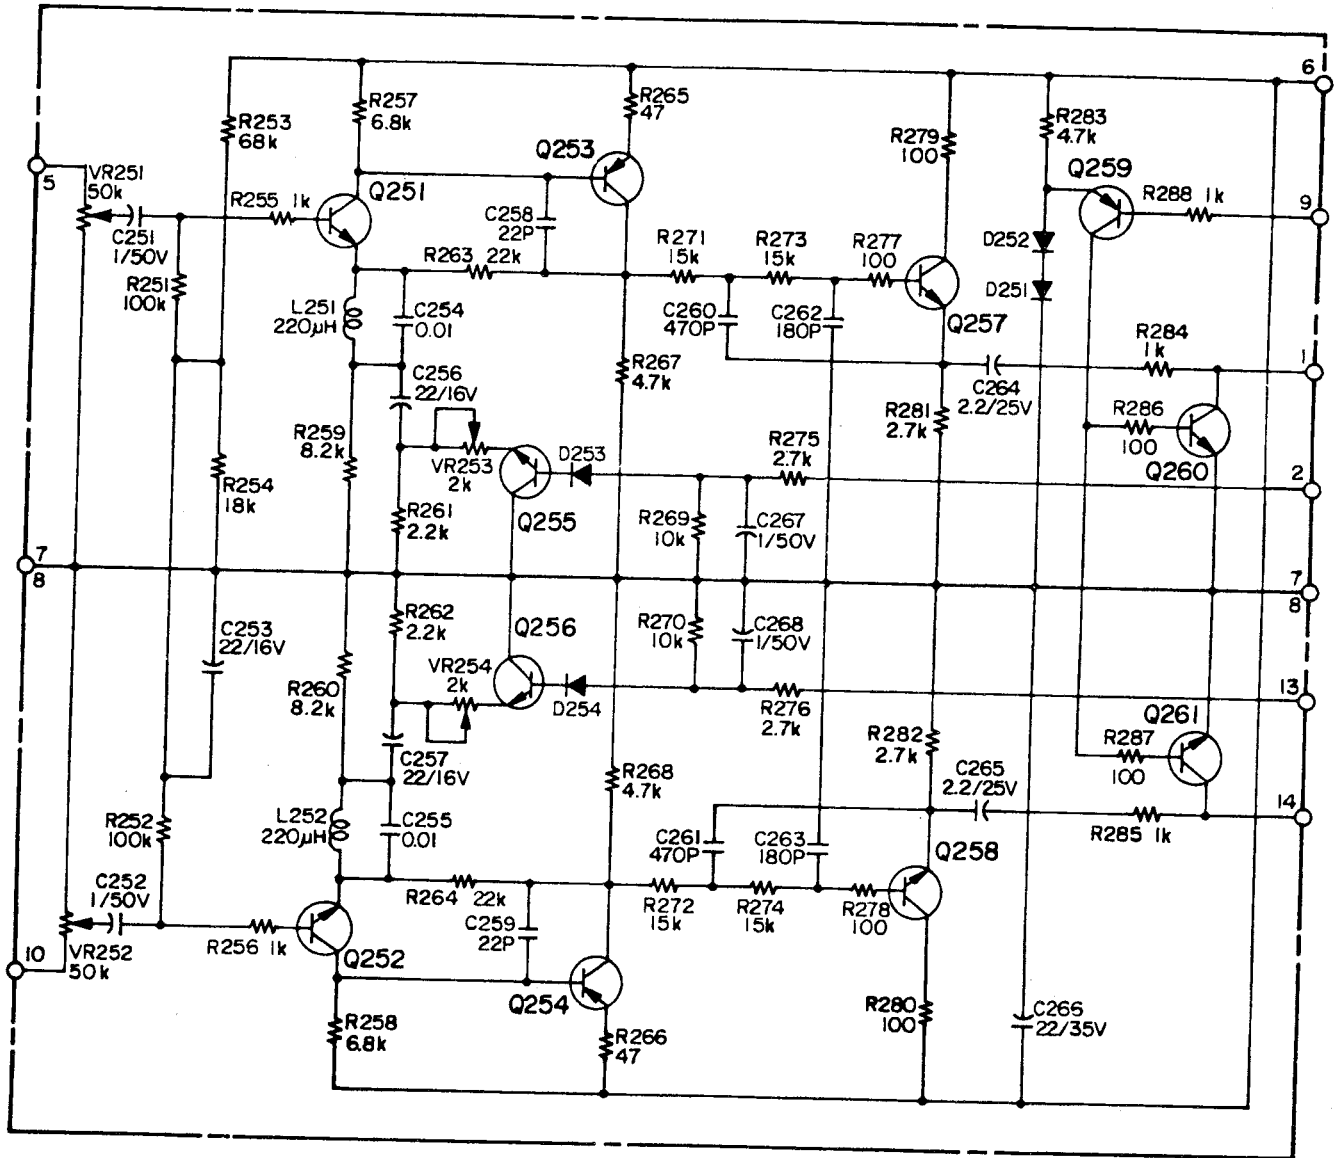 6
R257
6.8k
R265
47
R253
68k
R279
100
R283
4.7k
Q253
Q259
5
VR251
50k
Q251
R255 1k
R288 1k
9
C251
1/50V
C258
22P
R271
15k
R273
15k
R277
100
D252
R263 22k
R251
100k
D251
L251
220μH
C254
0.01
C260
470P
C262
180P
Q257
R284
1k
1
C256
22/16V
R267
4.7k
C264
2.2/25V
R281
2.7k
R286
100
R259
8.2k
VR253
2k
D253
R275
2.7k
Q260
2
R254
18k
R261
2.2k
Q255
R269
10k
C267
1/50V
7
8
7
8
R262
2.2k
Q256
R270
10k
C268
1/50V
C253
22/16V
VR254
2k
R260
8.2k
D254
R276
2.7k
13
Q261
R287
100
C257
22/16V
R282
2.7k
R268
4.7k
C265
2.2/25V
14
L252
220μH
C255
0.01
R252
100k
C261
470P
C263
180P
R285 1k
Q258
C252
1/50V
R264 22k
R272
15k
R274
15k
R278
100
C259
22P
R256 1k
Q252
10
VR252
50k
Q254
R258
6.8k
R266
47
R280
100
C266
22/35V